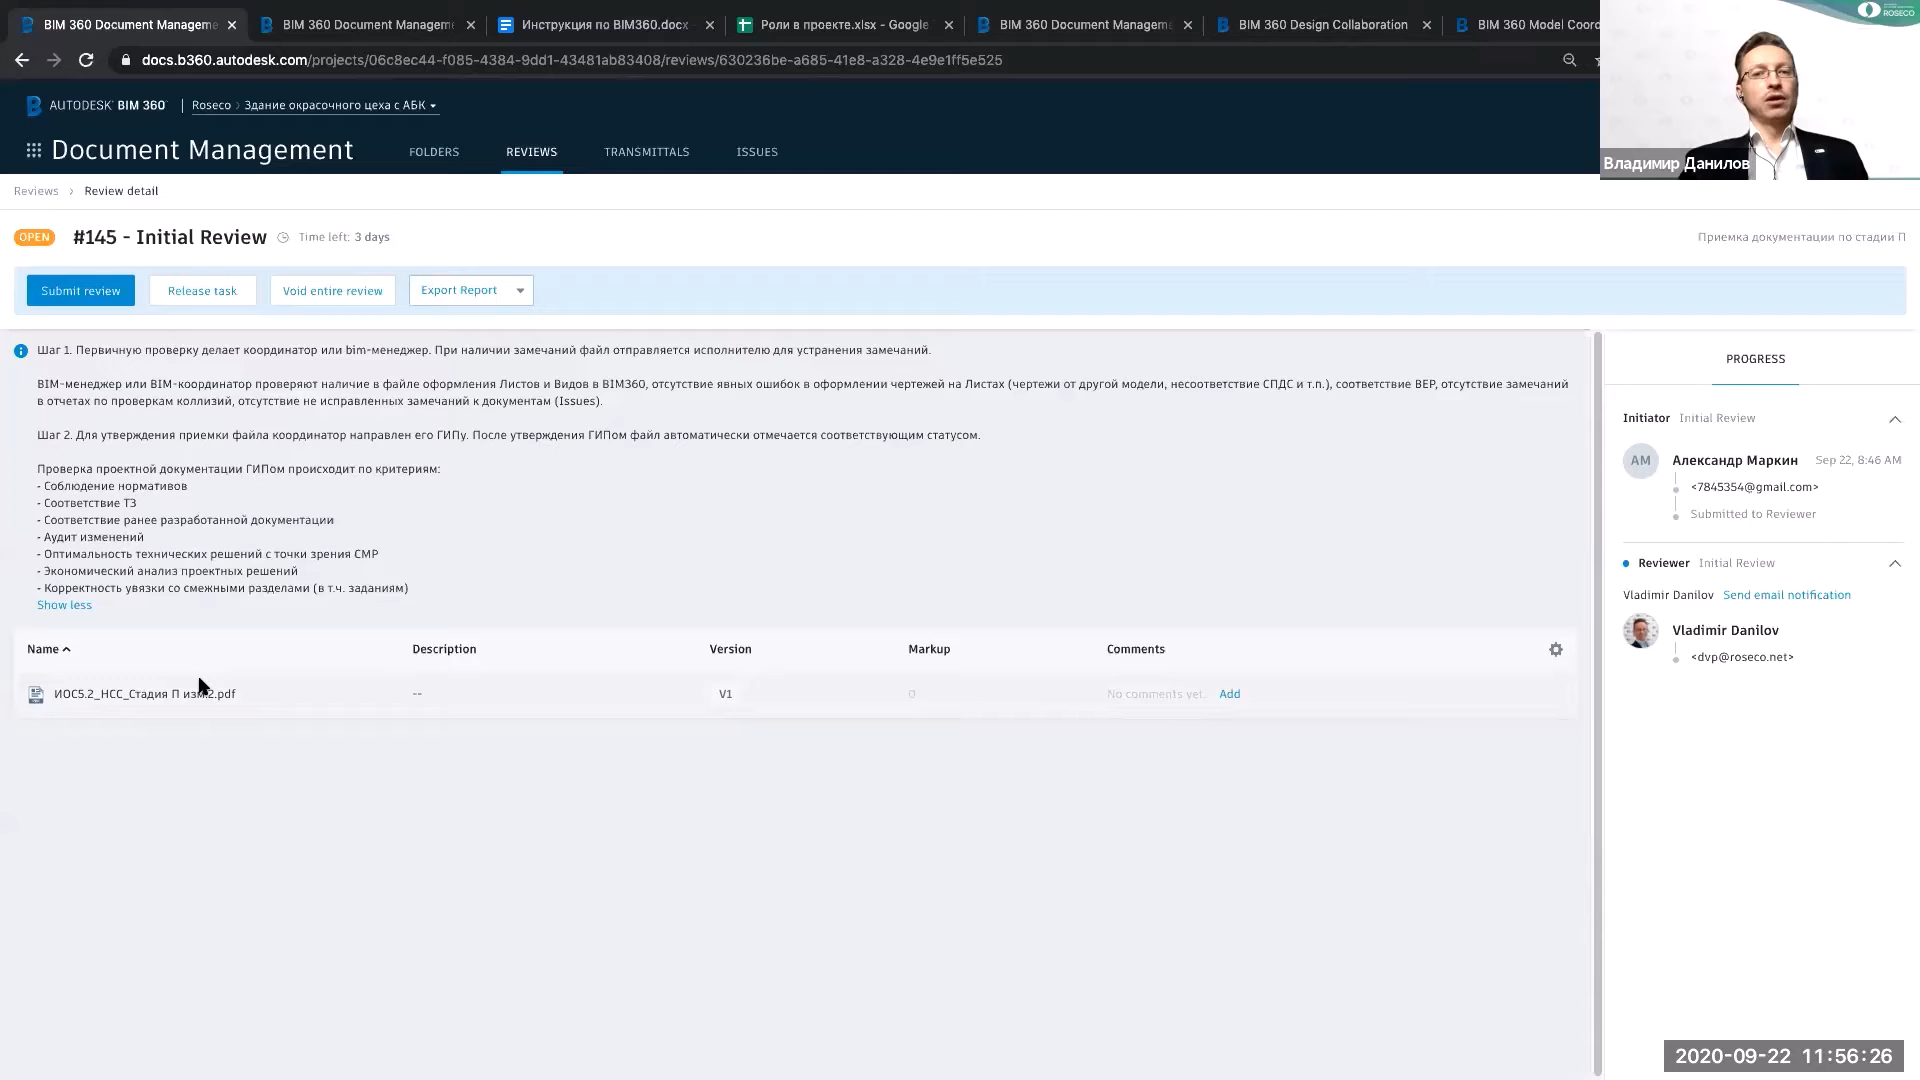 BIM 360 Document Manageme
BIM 360 Document Manageme
Инструкция по BIM360.docx
Роли в проекте.xlsx - Google
BIM 360 Document Manageme
BIM 360 Design Collaboration
BIM 360 Model Coord
ROSECO
docs.b360.autodesk.com/projects/06c8ec44-f085-4384-9dd1-43481ab83408/reviews/630236be-a685-41e8-a328-4e9e1ff5e525
AUTODESK BIM 360 Roseco Здание окрасочного цеха с АБК
Document Management
FOLDERS REVIEWS TRANSMITTALS ISSUES
Владимир Данилов
Reviews Review detail
OPEN #145 - Initial Review Time left: 3 days
Приемка документации по стадии П
Submit review Release task Void entire review Export Report
Шаг 1. Первичную проверку делает координатор или bim-менеджер. При наличии замечаний файл отправляется исполнителю для устранения замечаний.
BIM-менеджер или BIM-координатор проверяют наличие в файле оформления Листов и Видов в BIM360, отсутствие явных ошибок в оформлении чертежей на Листах (чертежи от другой модели, несоответствие СПДС и т.п.), соответствие BEP, отсутствие замечаний
в отчетах по проверкам коллизий, отсутствие не исправленных замечаний к документам (Issues).
Шаг 2. Для утверждения приемки файла координатор направлен его ГИПу. После утверждения ГИПом файл автоматически отмечается соответствующим статусом.
Проверка проектной документации ГИПом происходит по критериям:
- Соблюдение нормативов
- Соответствие ТЗ
- Соответствие ранее разработанной документации
- Аудит изменений
- Оптимальность технических решений с точки зрения СМР
- Экономический анализ проектных решений
- Корректность увязки со смежными разделами (в т.ч. заданиям)
Show less
Name Description Version Markup Comments
ИОС5.2_НСС_Стадия П изм.2.pdf -- V1 0 No comments yet. Add
PROGRESS
Initiator Initial Review
AM Александр Маркин Sep 22, 8:46 AM
<7845354@gmail.com>
Submitted to Reviewer
Reviewer Initial Review
Vladimir Danilov Send email notification
Vladimir Danilov
<dvp@roseco.net>
2020-09-22 11:56:26